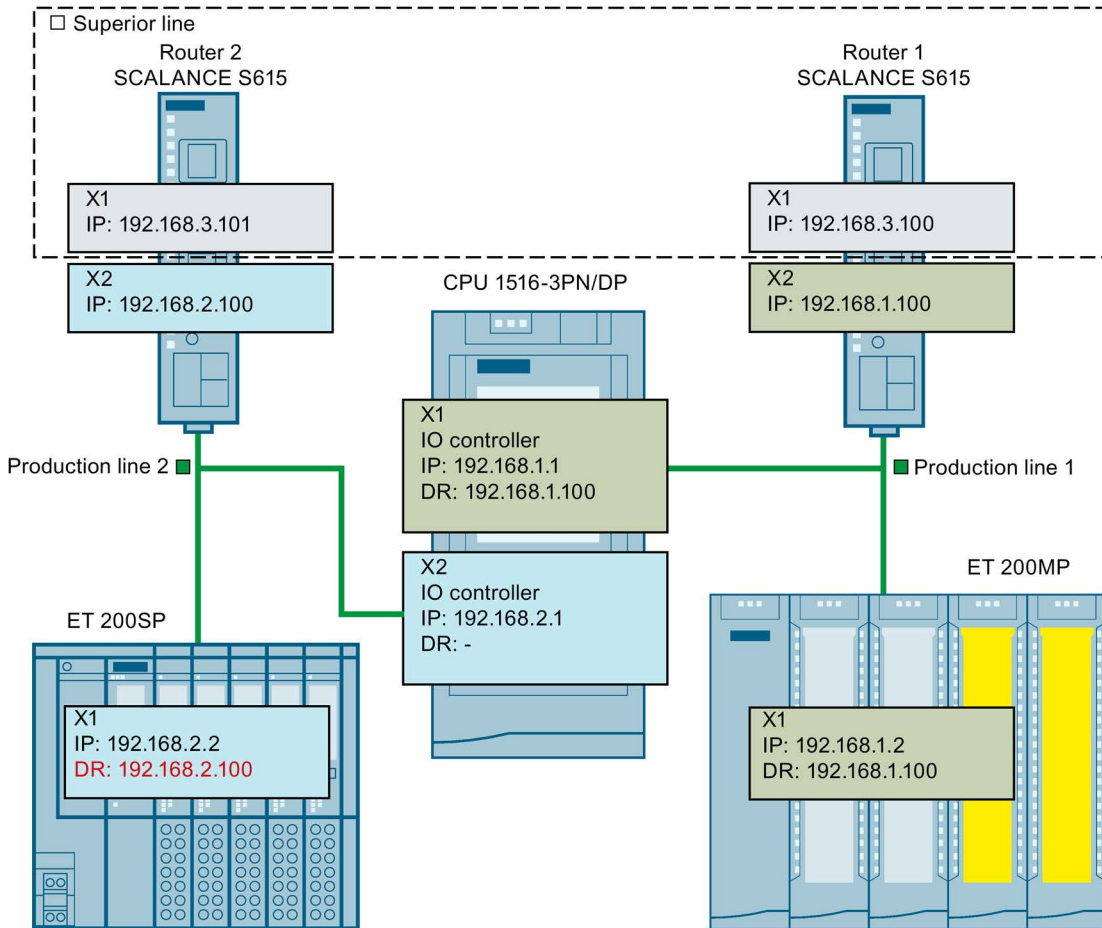 Superior line
Router 2
SCALANCE S615
Router 1
SCALANCE S615
X1
IP: 192.168.3.101
X1
IP: 192.168.3.100
X2
IP: 192.168.2.100
CPU 1516-3PN/DP
X2
IP: 192.168.1.100
X1
IO controller
IP: 192.168.1.1
DR: 192.168.1.100
Production line 2
Production line 1
X2
IO controller
IP: 192.168.2.1
DR: -
ET 200SP
ET 200MP
X1
IP: 192.168.2.2
DR: 192.168.2.100
X1
IP: 192.168.1.2
DR: 192.168.1.100